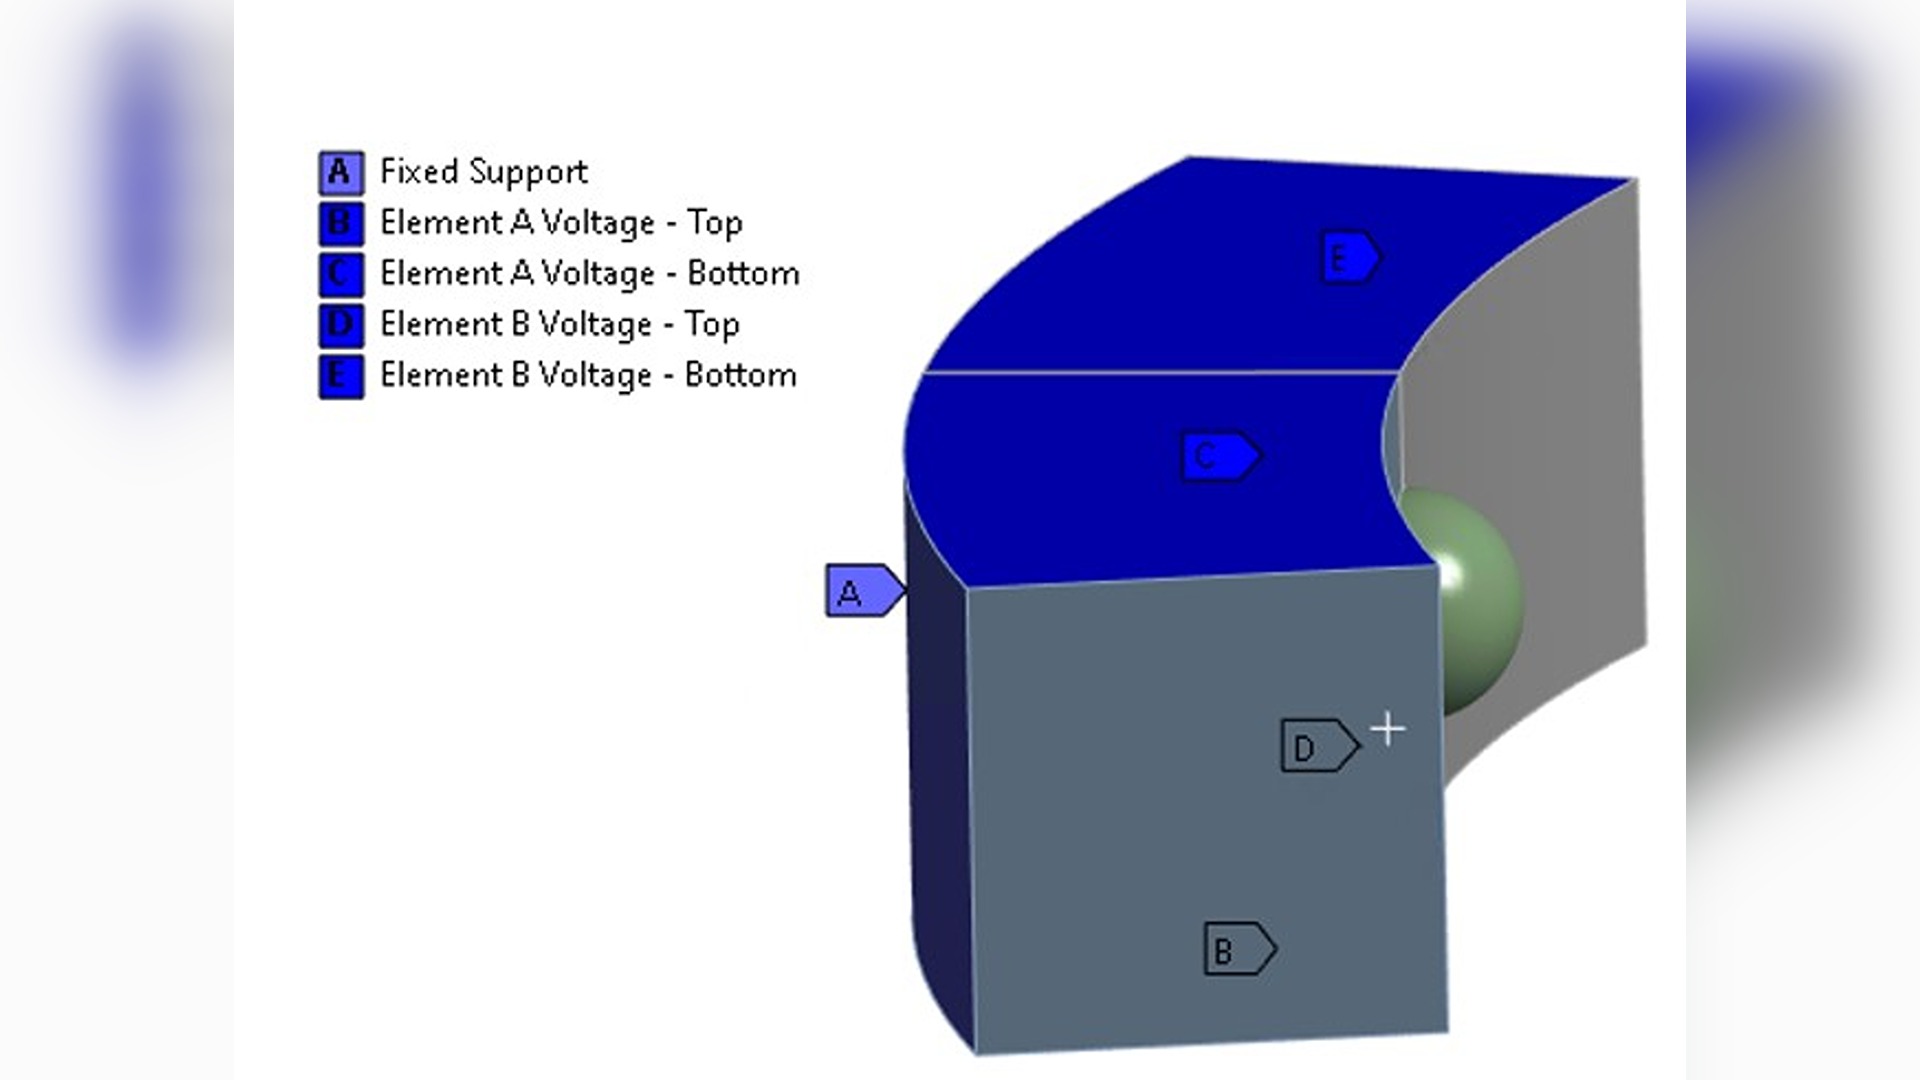 A Fixed Support
B Element A Voltage - Top
C Element A Voltage - Bottom
D Element B Voltage - Top
E Element B Voltage - Bottom
E
C
A
D
B